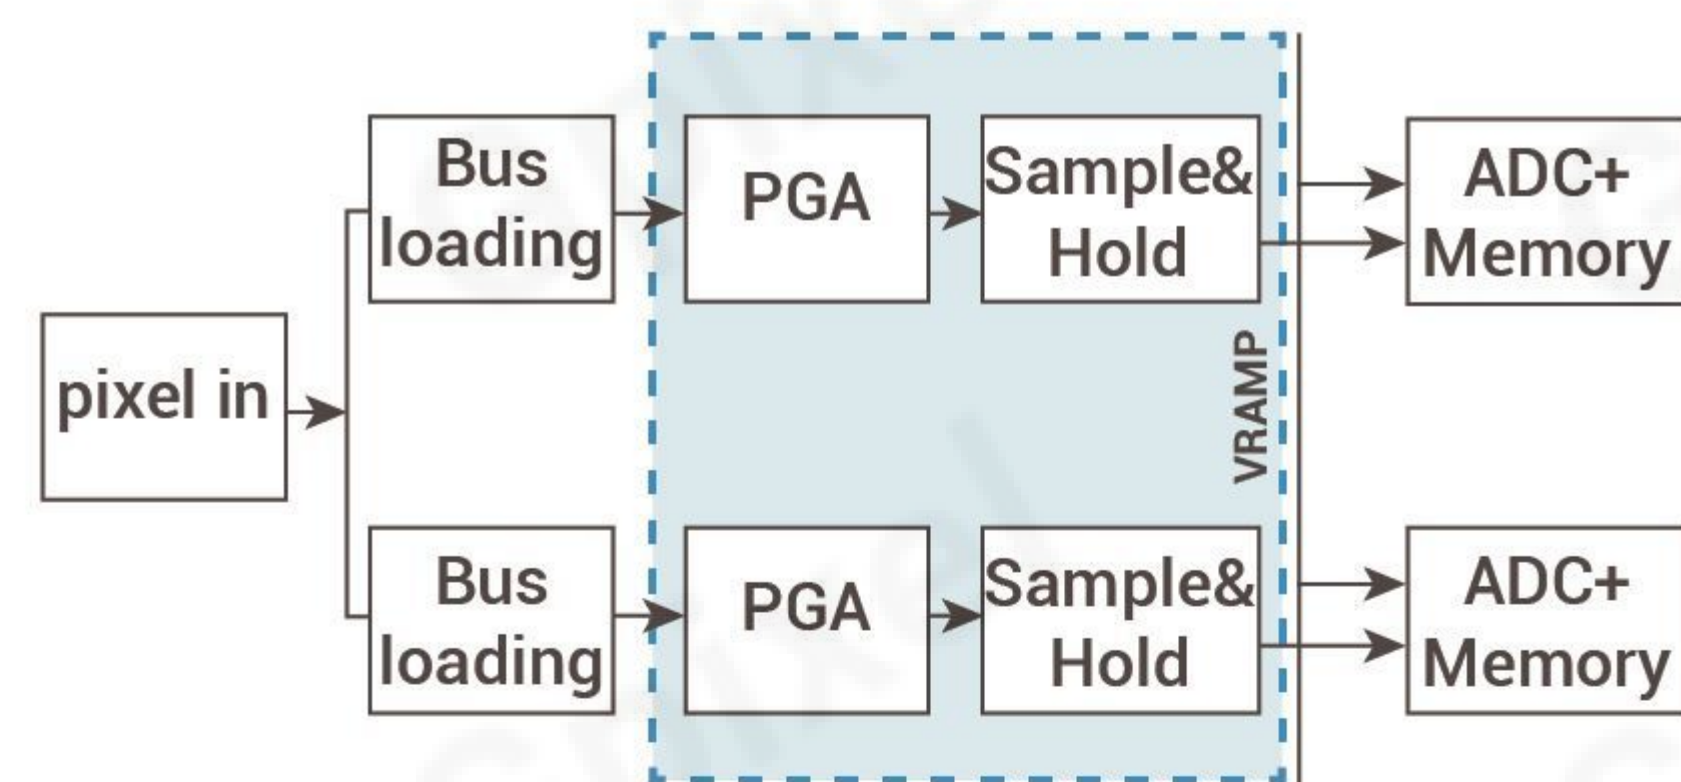 Bus
loading
PGA
Sample&
Hold
ADC+
Memory
pixel in
VRAMP
Bus
loading
PGA
Sample&
Hold
ADC+
Memory